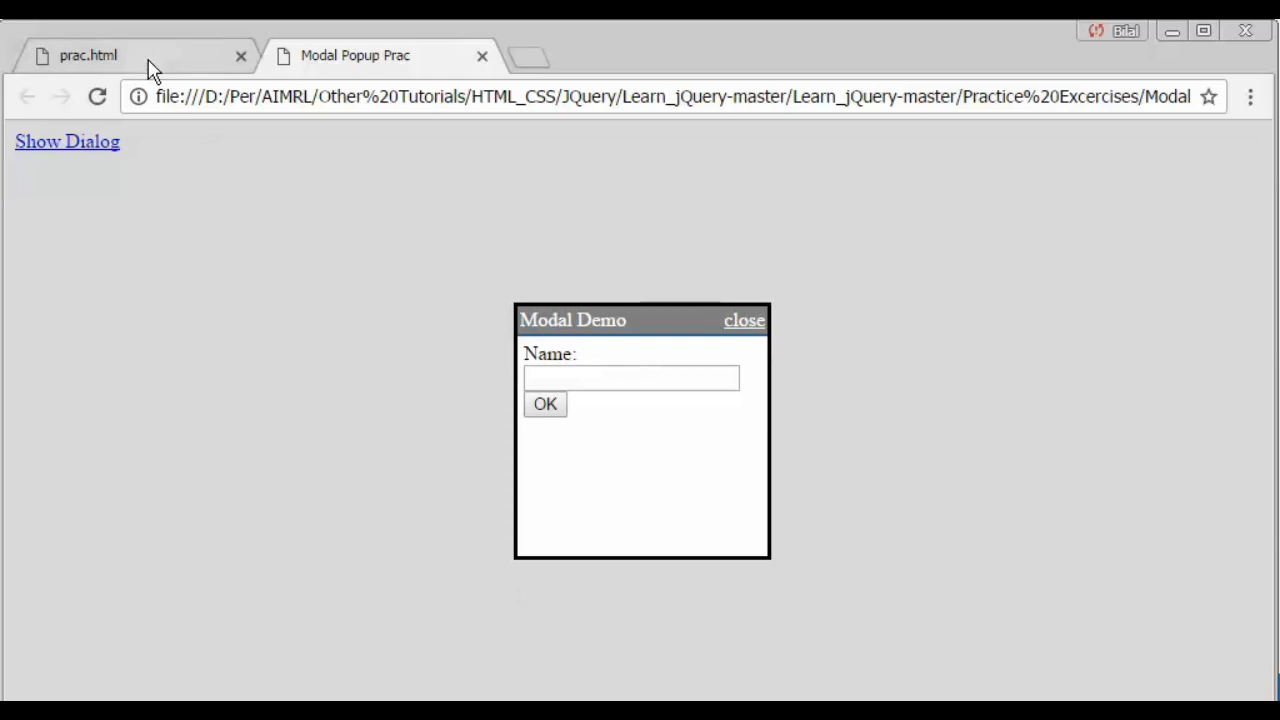 Bilal
prac.html
Modal Popup Prac
file:///D:/Per/AIMRL/Other%20Tutorials/HTML_CSS/JQuery/Learn_jQuery-master/Learn_jQuery-master/Practice%20Excercises/Modal
Show Dialog
Modal Demo close
Name:
OK